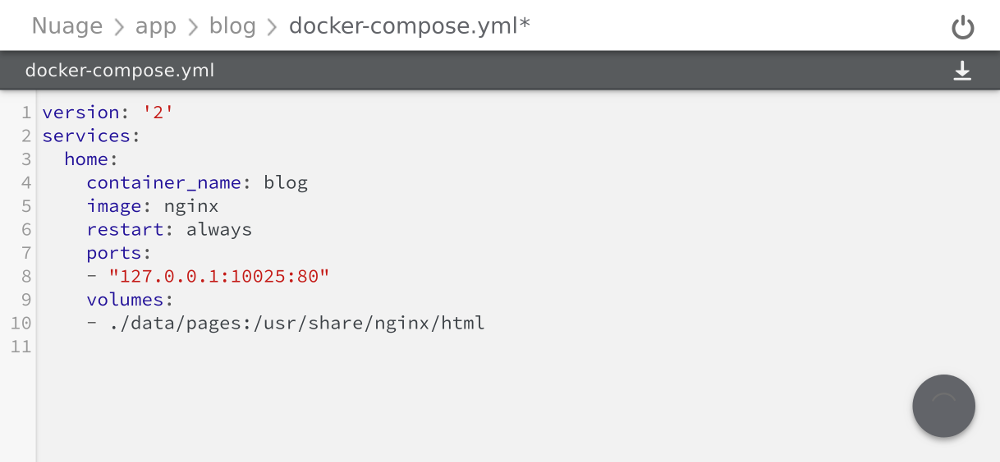 Nuage > app > blog > docker-compose.yml*
docker-compose.yml
1 version: '2'
2 services:
3   home:
4     container_name: blog
5     image: nginx
6     restart: always
7     ports:
8     - "127.0.0.1:10025:80"
9     volumes:
10     - ./data/pages:/usr/share/nginx/html
11